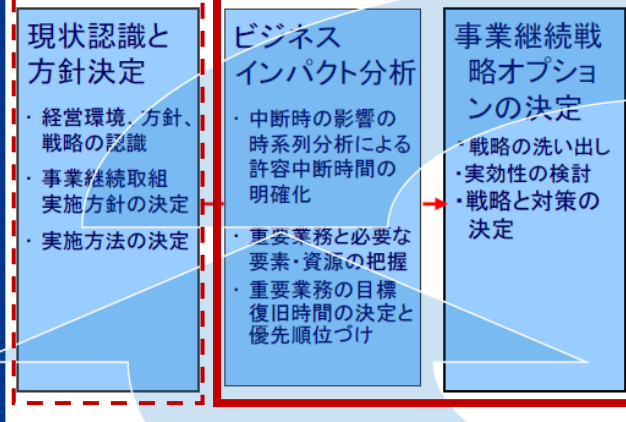 現状認識と
方針決定
・ 経営環境、方針、
戦略の認識
・ 事業継続取組
実施方針の決定
・ 実施方法の決定
ビジネス
インパクト分析
・ 中断時の影響の
時系列分析による
許容中断時間の
明確化
・ 重要業務と必要な
要素・資源の把握
・ 重要業務の目標
復旧時間の決定と
優先順位づけ
事業継続戦
略オプショ
ンの決定
・戦略の洗い出し
・実効性の検討
・戦略と対策の
決定